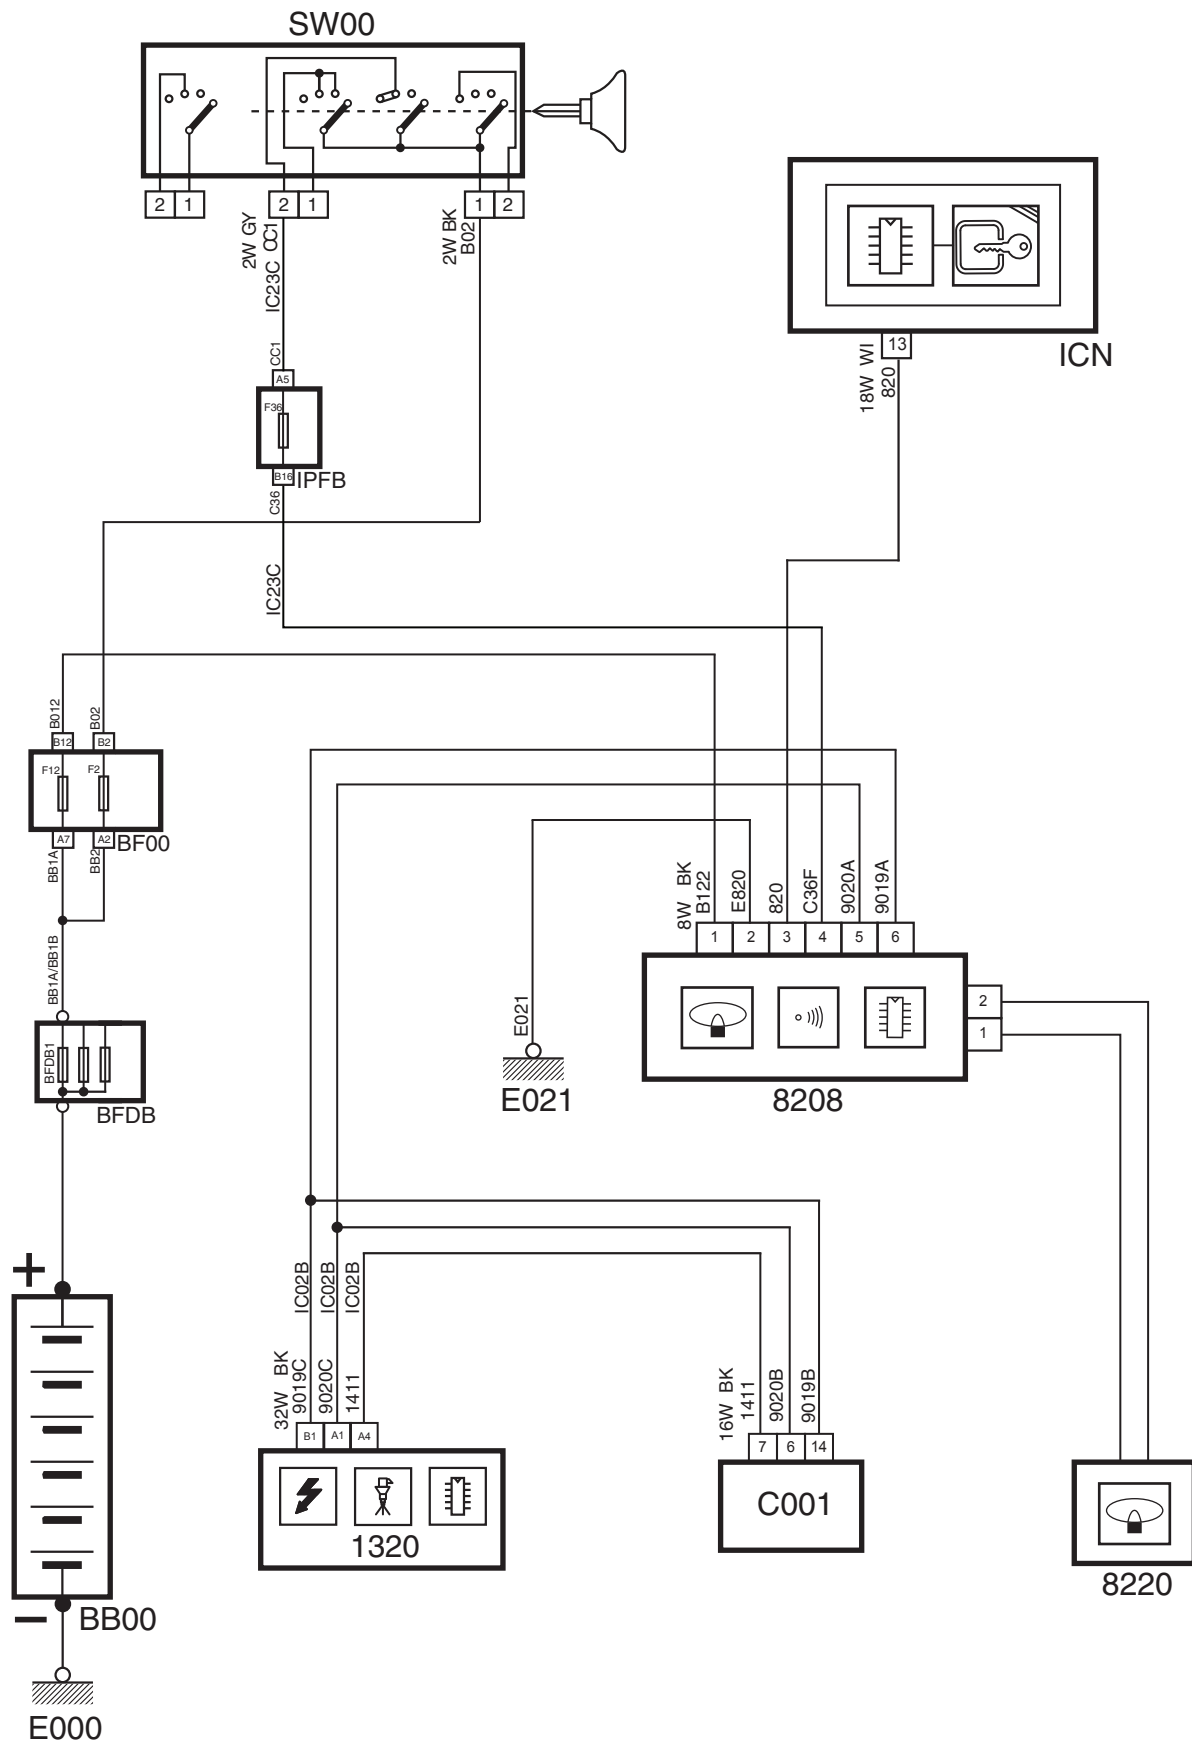 SW00
2 1
2 1
1 2
2W GY
IC23C CC1
2W BK
B02
13
ICN
18W WI
820
CC1
A5
F36
B16
IPFB
C36
IC23C
B012
B02
B12
B2
F12
F2
A7
A2
BF00
BB1A
BB2
8W BK
B122
E820
820
C36F
9020A
9019A
1 2 3 4 5 6
BB1A/BB1B
2
1
E021
E021
8208
BFDB1
BFDB
+
IC02B
IC02B
IC02B
32W BK
9019C
9020C
1411
16W BK
1411
9020B
9019B
B1 A1 A4
7 6 14
1320
C001
8220
–
BB00
E000